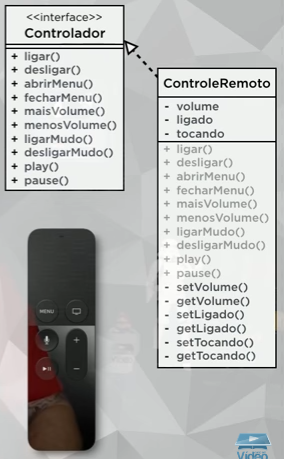 <<interface>>
Controlador
+ ligar()
+ desligar()
+ abrirMenu()
+ fecharMenu()
+ maisVolume()
+ menosVolume()
+ ligarMudo()
+ desligarMudo()
+ play()
+ pause()
ControleRemoto
- volume
- ligado
- tocando
+ ligar()
+ desligar()
+ abrirMenu()
+ fecharMenu()
+ maisVolume()
+ menosVolume()
+ ligarMudo()
+ desligarMudo()
+ play()
+ pause()
- setVolume()
- getVolume()
- setLigado()
- getLigado()
- setTocando()
- getTocando()
MENU
+
−
Vídeo